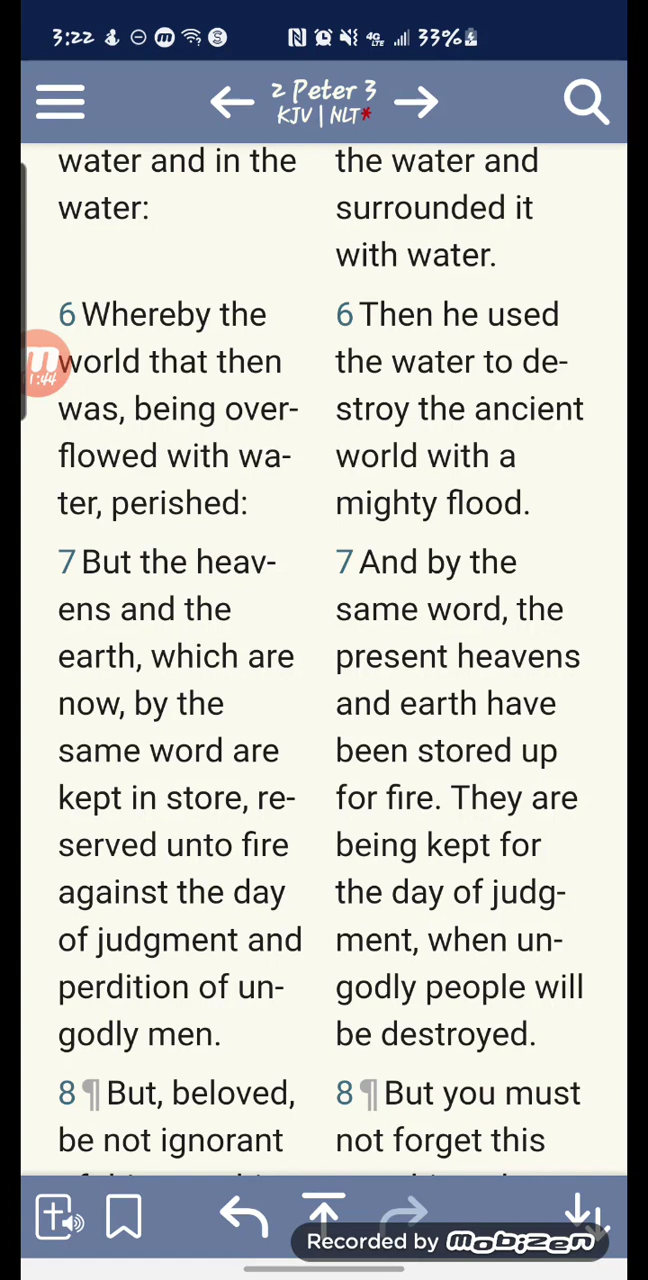 3:22
4G LTE
33%
2 Peter 3
KJV | NLT*
water and in the
water:
6 Whereby the
world that then
was, being over-
flowed with wa-
ter, perished:
7 But the heav-
ens and the
earth, which are
now, by the
same word are
kept in store, re-
served unto fire
against the day
of judgment and
perdition of un-
godly men.
8 ¶ But, beloved,
be not ignorant
the water and
surrounded it
with water.
6 Then he used
the water to de-
stroy the ancient
world with a
mighty flood.
7 And by the
same word, the
present heavens
and earth have
been stored up
for fire. They are
being kept for
the day of judg-
ment, when un-
godly people will
be destroyed.
8 ¶ But you must
not forget this
1:44
Recorded by mobizen